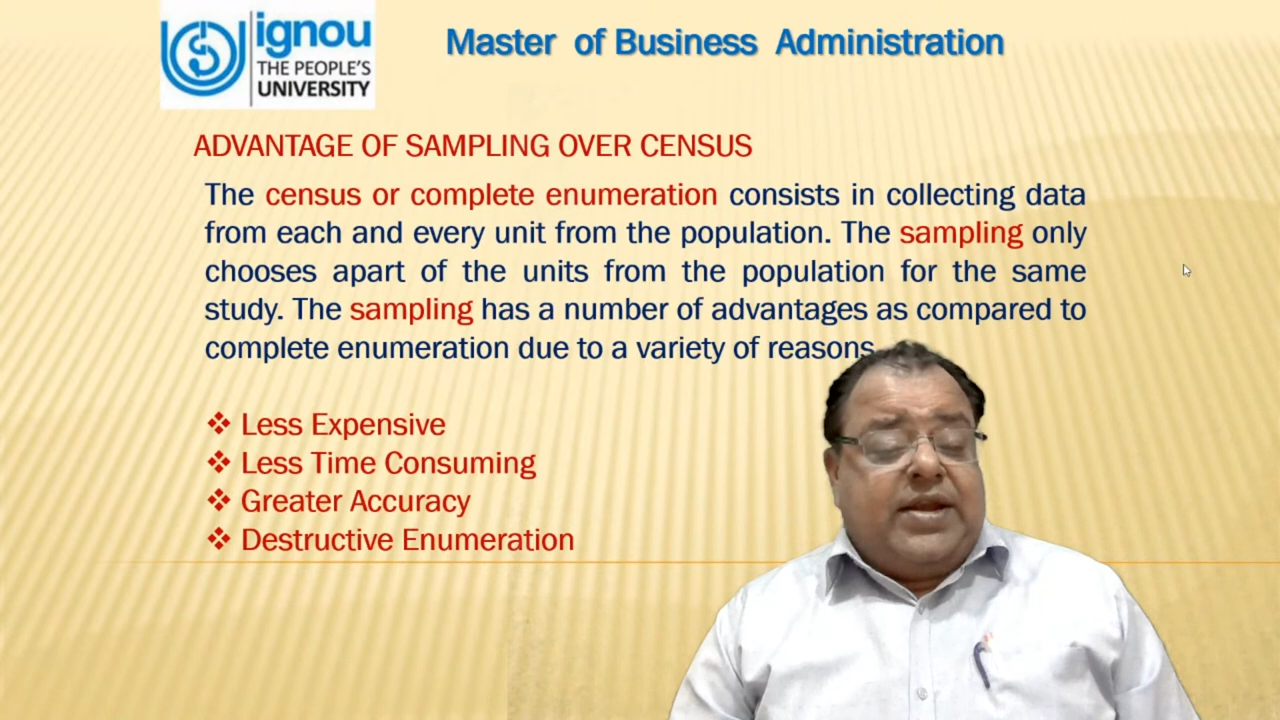 ignou
THE PEOPLE'S
UNIVERSITY
Master of Business Administration
ADVANTAGE OF SAMPLING OVER CENSUS
The census or complete enumeration consists in collecting data
from each and every unit from the population. The sampling only
chooses apart of the units from the population for the same
study. The sampling has a number of advantages as compared to
complete enumeration due to a variety of reasons
❖ Less Expensive
❖ Less Time Consuming
❖ Greater Accuracy
❖ Destructive Enumeration